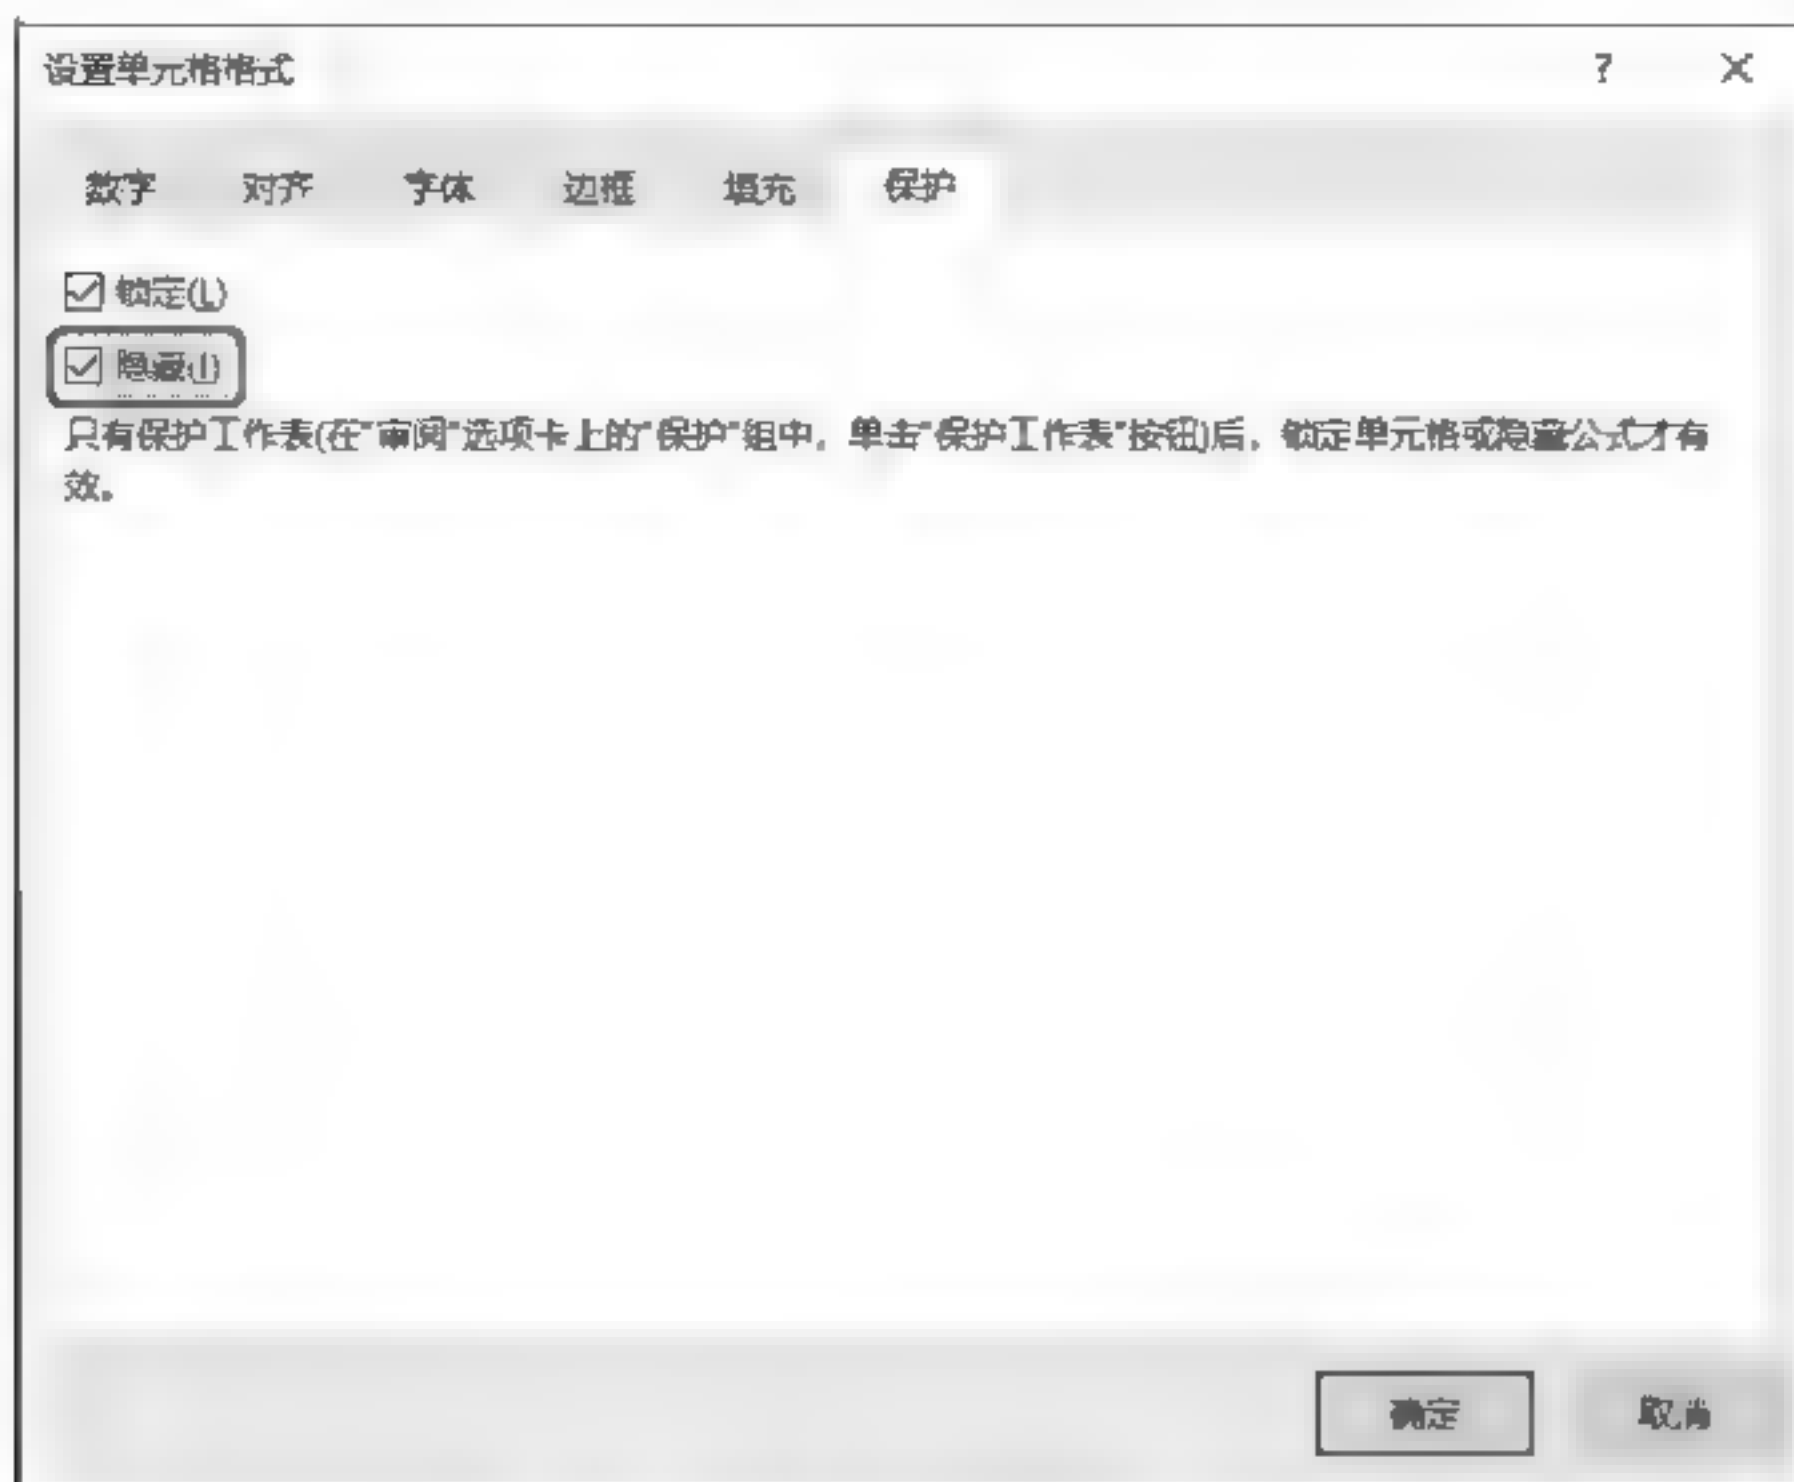 设置单元格格式 ? ×
数字 对齐 字体 边框 填充 保护
锁定(L)
隐藏(I)
只有保护工作表(在"审阅"选项卡上的"保护"组中，单击"保护工作表"按钮)后，锁定单元格或隐藏公式才有
效。
确定 取消